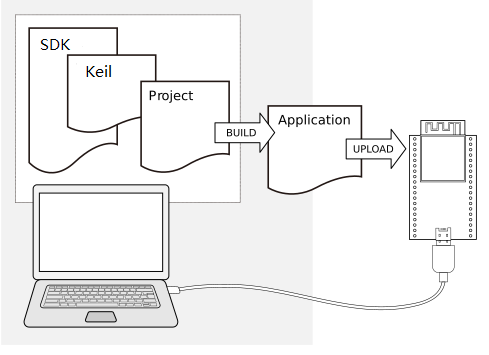 SDK
Keil
Project
BUILD
Application
UPLOAD